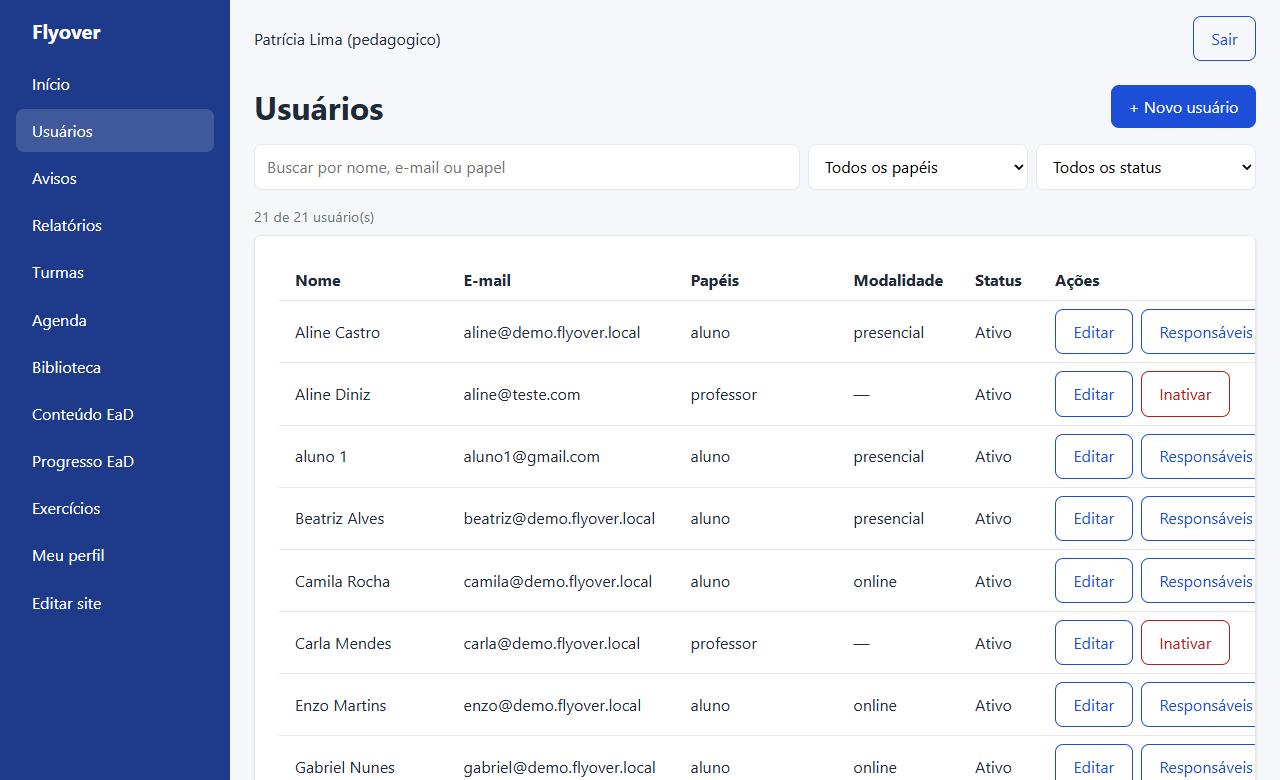 Flyover
Início
Usuários
Avisos
Relatórios
Turmas
Agenda
Biblioteca
Conteúdo EaD
Progresso EaD
Exercícios
Meu perfil
Editar site
Patrícia Lima (pedagogico)
Sair
Usuários
+ Novo usuário
Buscar por nome, e-mail ou papel
Todos os papéis
Todos os status
21 de 21 usuário(s)
Nome E-mail Papéis Modalidade Status Ações
Aline Castro aline@demo.flyover.local aluno presencial Ativo Editar Responsáveis
Aline Diniz aline@teste.com professor — Ativo Editar Inativar
aluno 1 aluno1@gmail.com aluno presencial Ativo Editar Responsáveis
Beatriz Alves beatriz@demo.flyover.local aluno presencial Ativo Editar Responsáveis
Camila Rocha camila@demo.flyover.local aluno online Ativo Editar Responsáveis
Carla Mendes carla@demo.flyover.local professor — Ativo Editar Inativar
Enzo Martins enzo@demo.flyover.local aluno online Ativo Editar Responsáveis
Gabriel Nunes gabriel@demo.flyover.local aluno online Ativo Editar Responsáveis